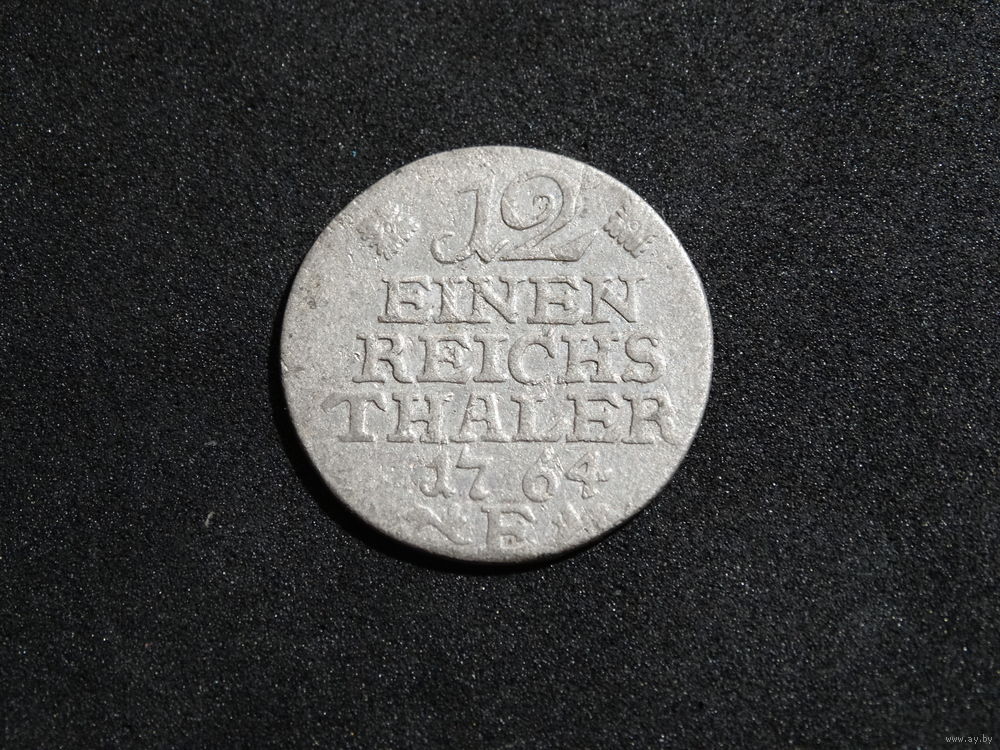 12
EINEN
REICHS
THALER
1764
E
www.ay.by